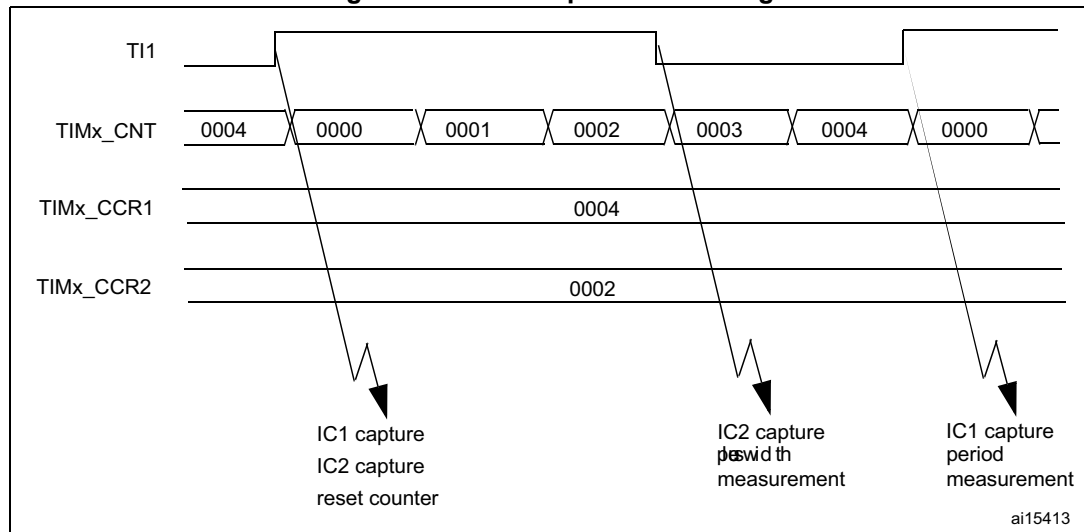 TI1
TIMx_CNT 0004 0000 0001 0002 0003 0004 0000
TIMx_CCR1 0004
TIMx_CCR2 0002
IC1 capture
IC2 capture
reset counter
IC2 capture
measurement
IC1 capture
period
measurement
ai15413